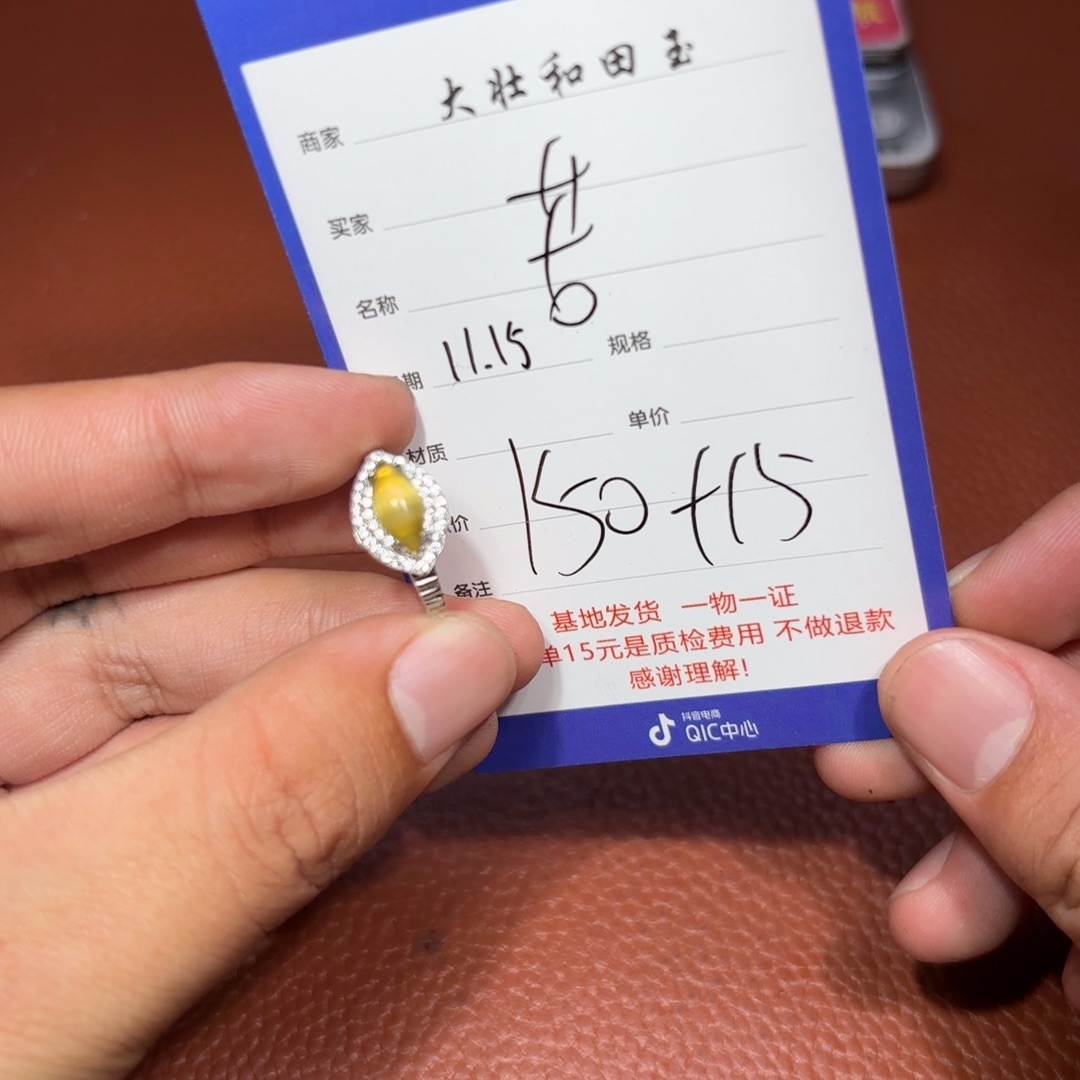 商家 大壮和田玉
买家
名称
期 11.15 规格
材质 单价
价 150+15
备注
基地发货 一物一证
单15元是质检费用 不做退款
感谢理解!
抖音电商
QIC中心